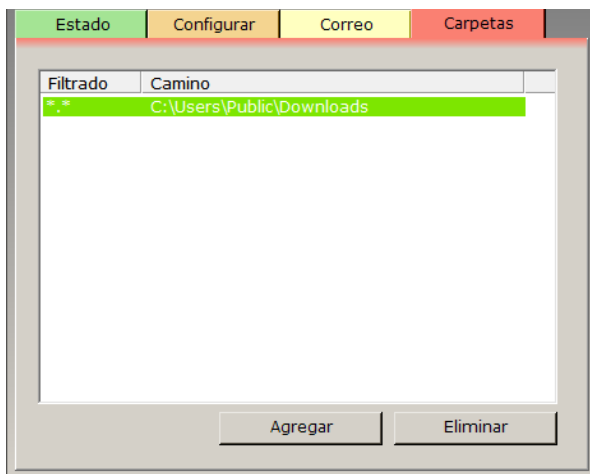 Estado Configurar Correo Carpetas
Filtrado Camino
*.* C:\Users\Public\Downloads
Agregar Eliminar